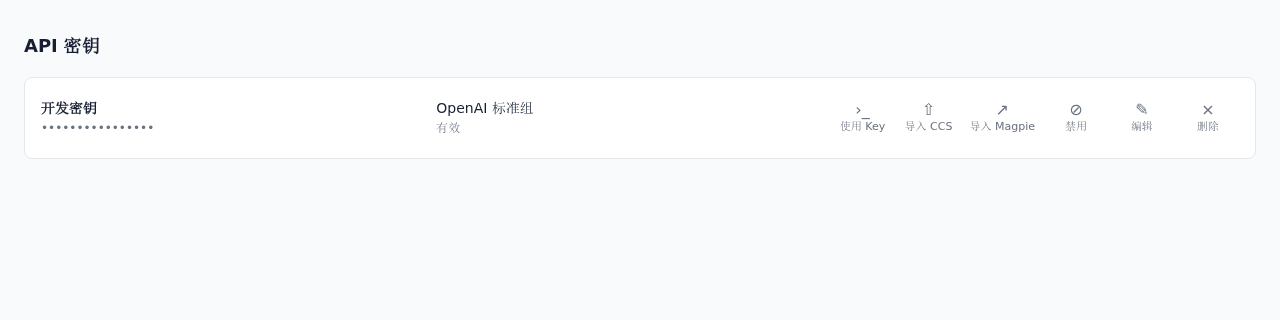 API 密钥
开发密钥
••••••••••••••••
OpenAI 标准组
有效
›_
使用 Key
⇧
导入 CCS
↗
导入 Magpie
⊘
禁用
✎
编辑
×
删除